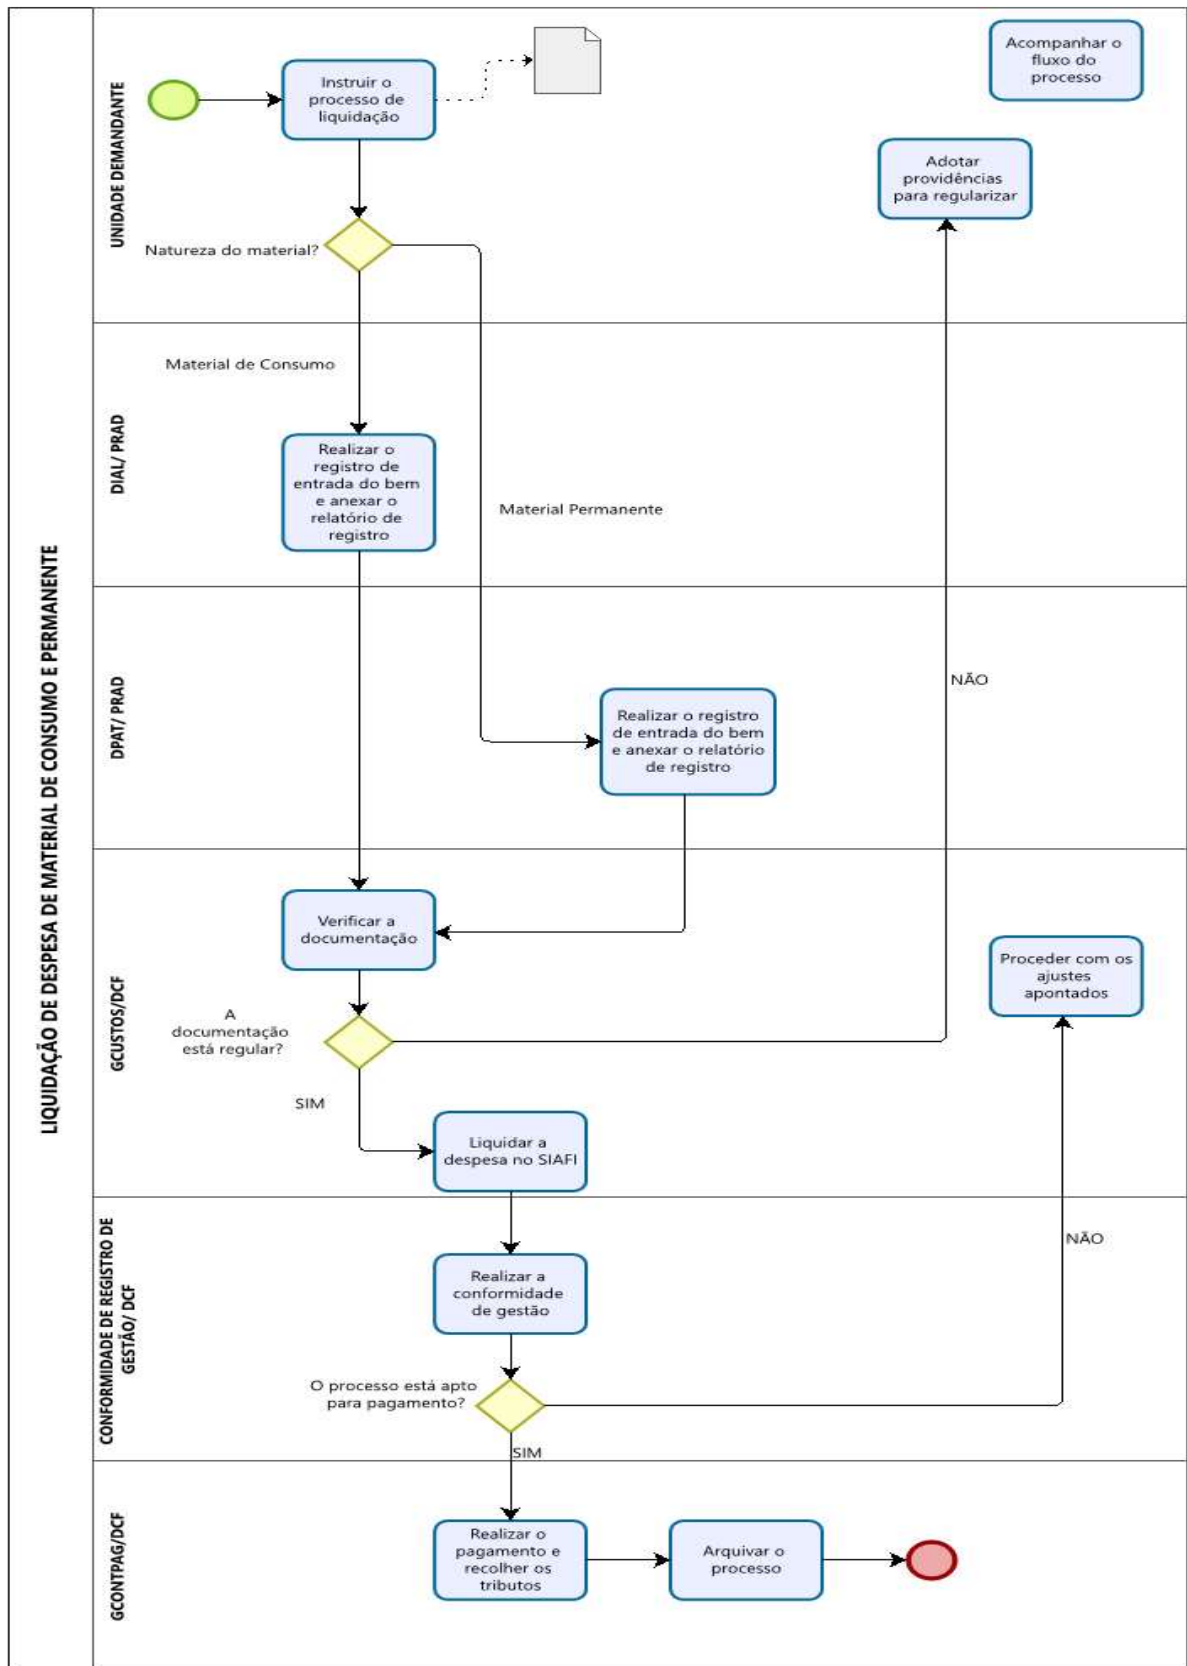 LIQUIDAÇÃO DE DESPESA DE MATERIAL DE CONSUMO E PERMANENTE
UNIDADE DEMANDANTE
Instruir o
processo de
liquidação
Acompanhar o
fluxo do
processo
Adotar
providências
para regularizar
Natureza do material?
DIAL/ PRAD
Material de Consumo
Realizar o
registro de
entrada do bem
e anexar o
relatório de
registro
Material Permanente
DPAT/ PRAD
NÃO
Realizar o registro
de entrada do bem
e anexar o relatório
de registro
GCUSTOS/DCF
Verificar a
documentação
Proceder com os
ajustes
apontados
A
documentação
está regular?
SIM
Liquidar a
despesa no SIAFI
CONFORMIDADE DE REGISTRO DE
GESTÃO/ DCF
NÃO
Realizar a
conformidade
de gestão
O processo está apto
para pagamento?
SIM
GCONTPAG/DCF
Realizar o
pagamento e
recolher os
tributos
Arquivar o
processo